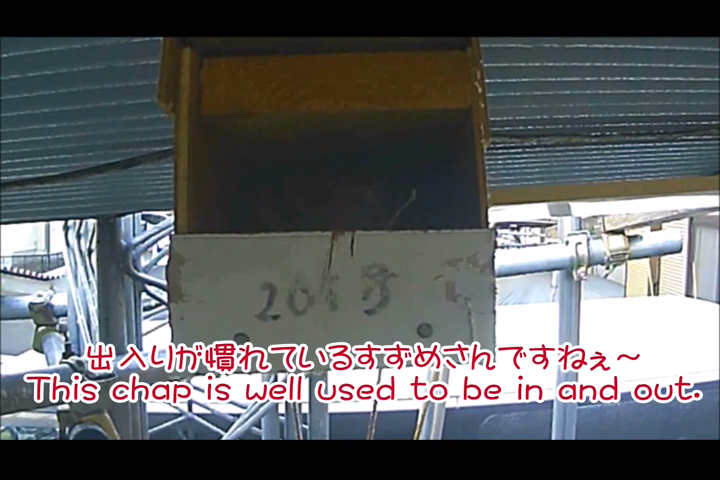 2018
出入りが慣れているすずめさんですねぇ～
This chap is well used to be in and out.